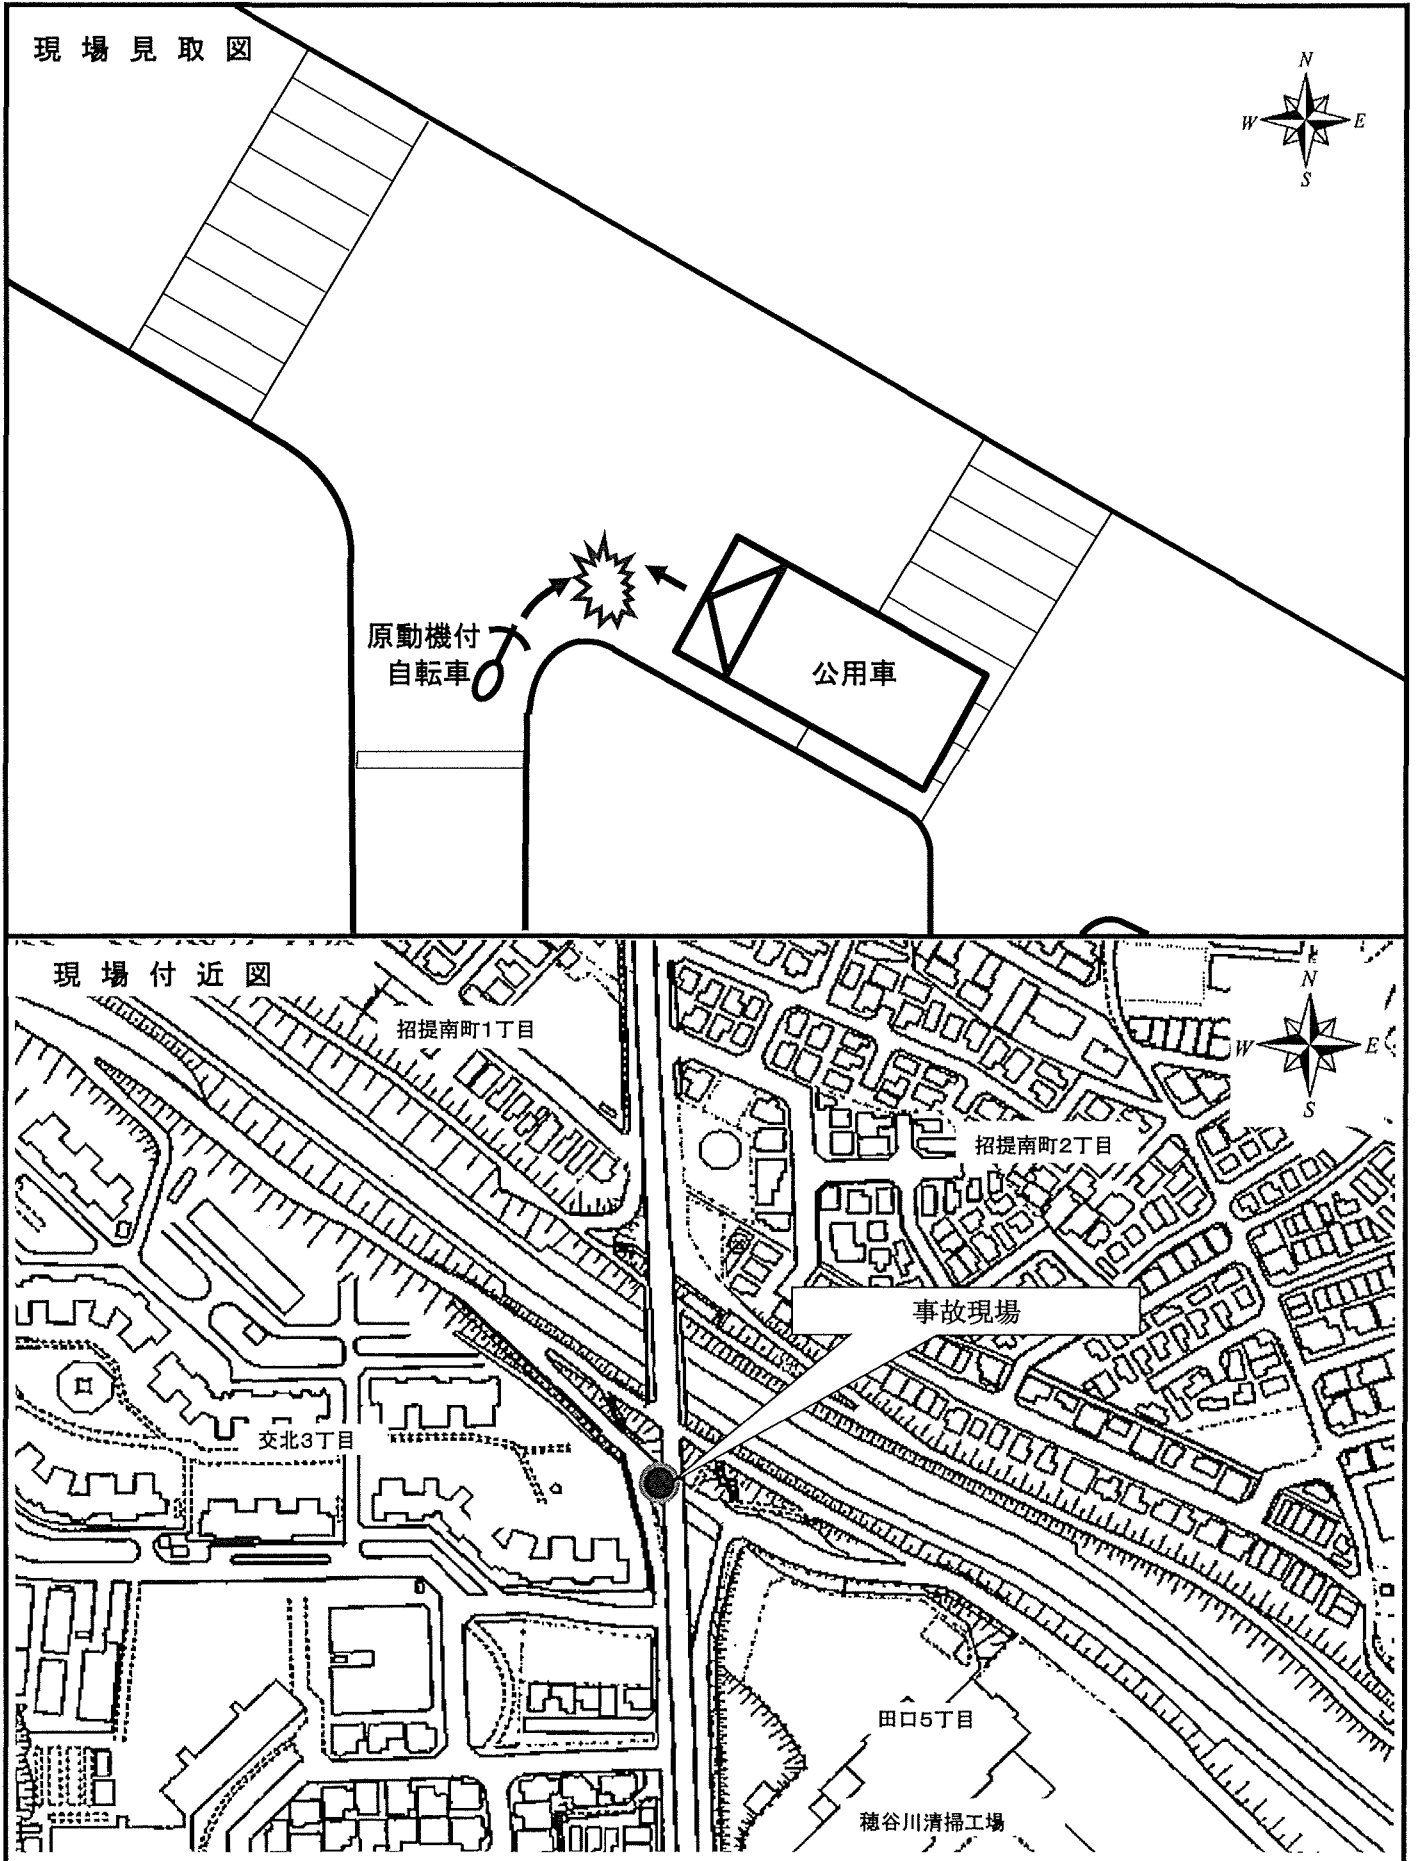 現場見取図
N
W
E
S
原動機付
自転車
公用車
現場付近図
招提南町1丁目
N
W
E
S
招提南町2丁目
事故現場
交北3丁目
田口5丁目
穂谷川清掃工場